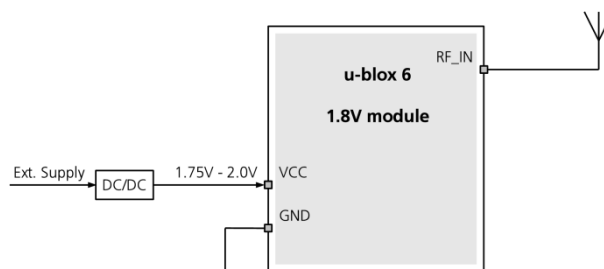 RF_IN
u-blox 6
1.8V module
Ext. Supply
DC/DC
1.75V - 2.0V
VCC
GND